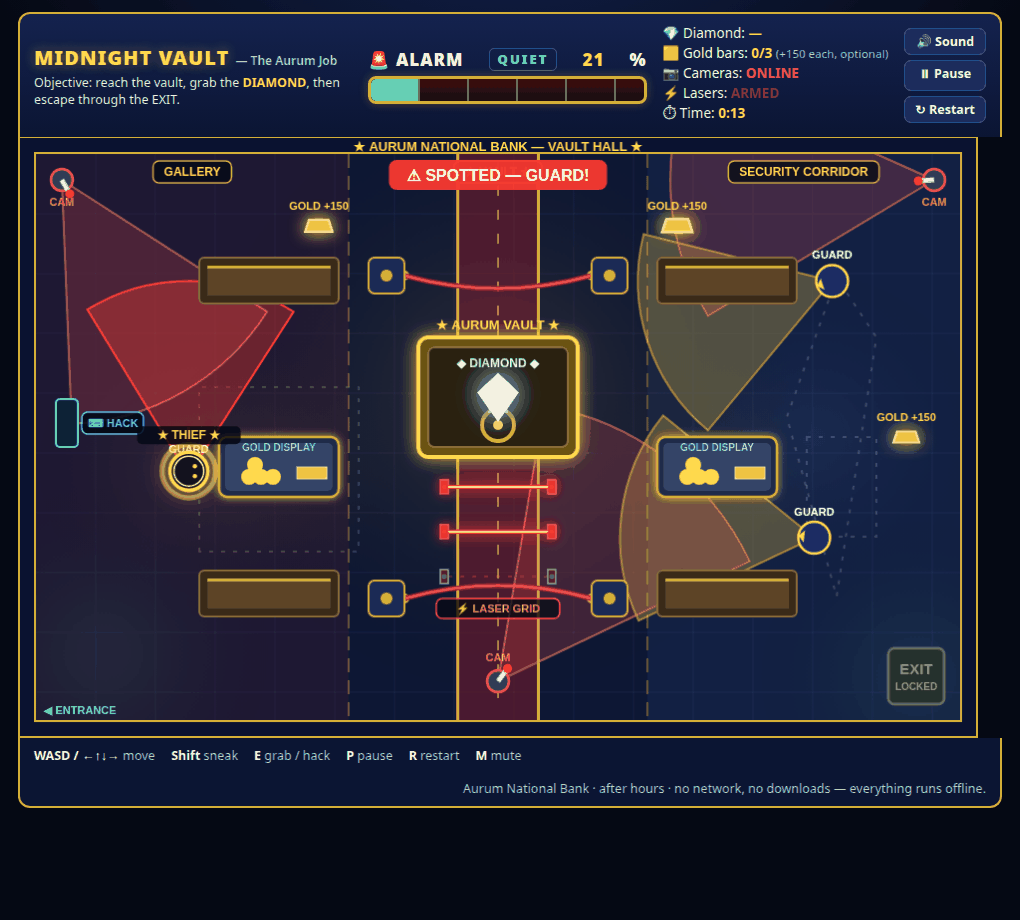 MIDNIGHT VAULT — The Aurum Job
Objective: reach the vault, grab the DIAMOND, then
escape through the EXIT.
🚨 ALARM QUIET 21 %
💎 Diamond: —
🟨 Gold bars: 0/3 (+150 each, optional)
📷 Cameras: ONLINE
⚡ Lasers: ARMED
⏱ Time: 0:13
🔊 Sound
⏸ Pause
↻ Restart
★ AURUM NATIONAL BANK — VAULT HALL ★
GALLERY
⚠ SPOTTED — GUARD!
SECURITY CORRIDOR
CAM
CAM
GOLD +150
GOLD +150
GUARD
★ AURUM VAULT ★
◆ DIAMOND ◆
HACK
GOLD +150
★ THIEF ★
GUARD
GOLD DISPLAY
GOLD DISPLAY
GUARD
⚡ LASER GRID
CAM
EXIT
LOCKED
◀ ENTRANCE
WASD / ←↑↓→ move Shift sneak E grab / hack P pause R restart M mute
Aurum National Bank · after hours · no network, no downloads — everything runs offline.